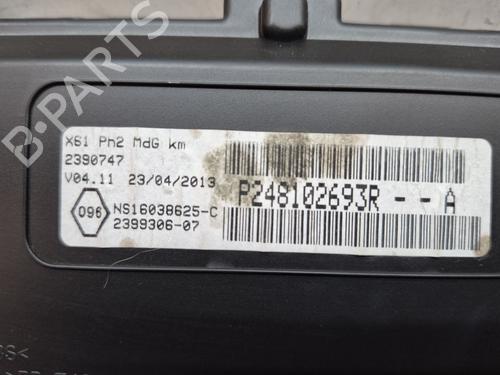 X61 Ph2 MdG km
2390747
V04.11 23/04/2013
P248102693R - - A
096
NS16038625-C
2399306-07
B-PARTS